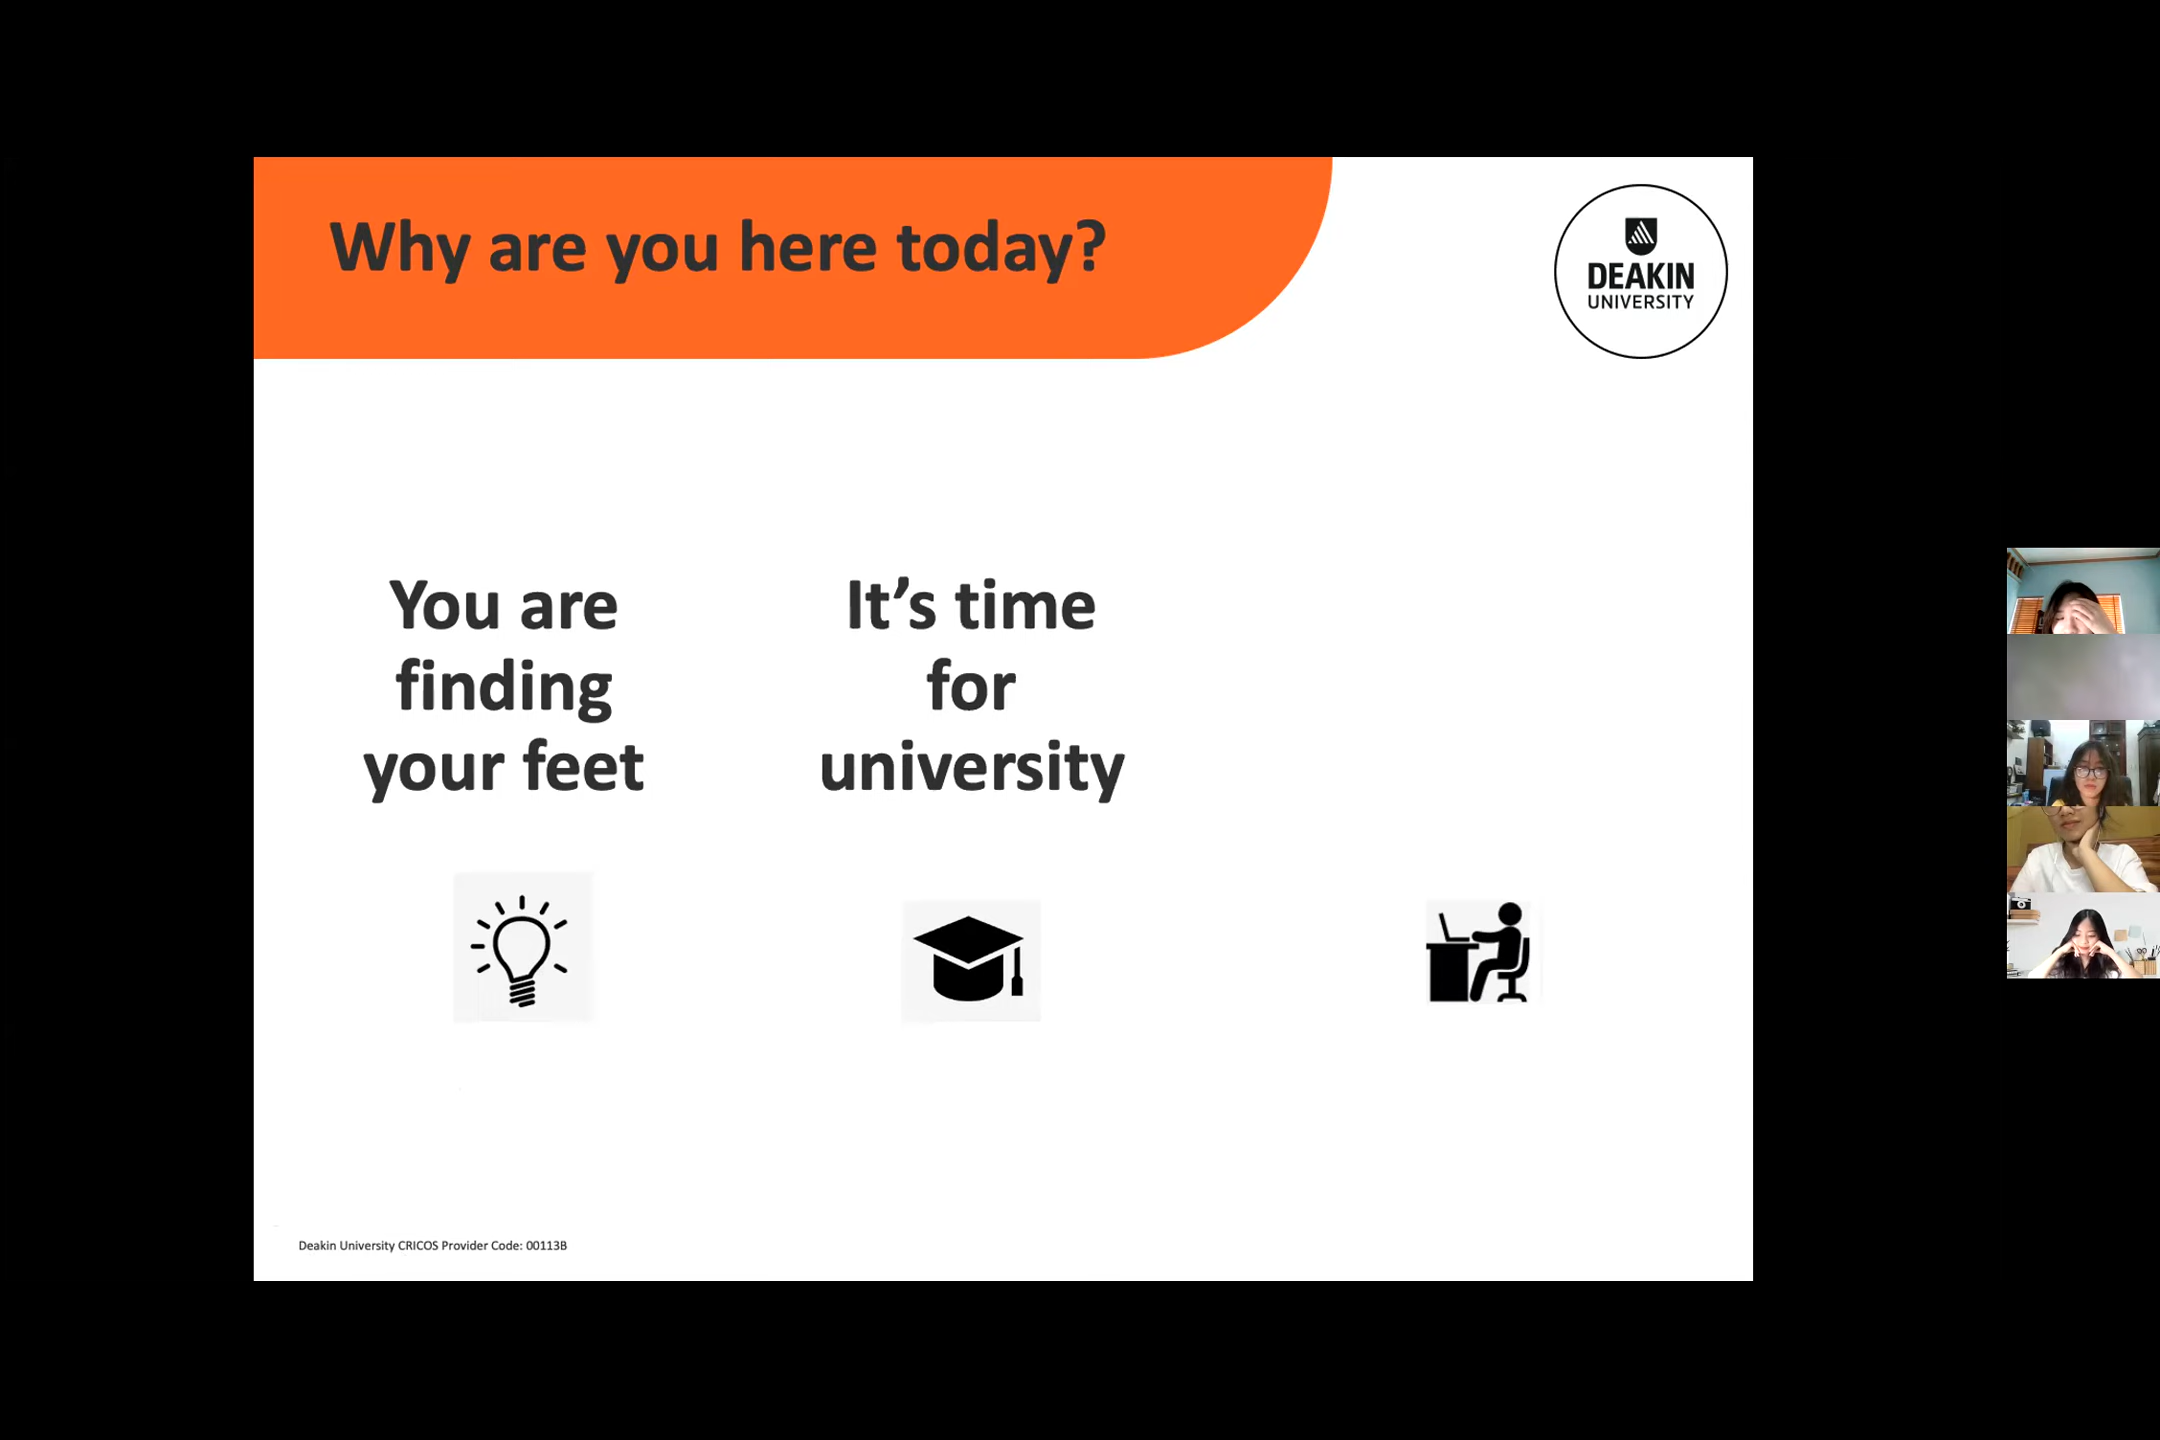 Why are you here today?
DEAKIN
UNIVERSITY
You are
finding
your feet
It's time
for
university
Deakin University CRICOS Provider Code: 00113B